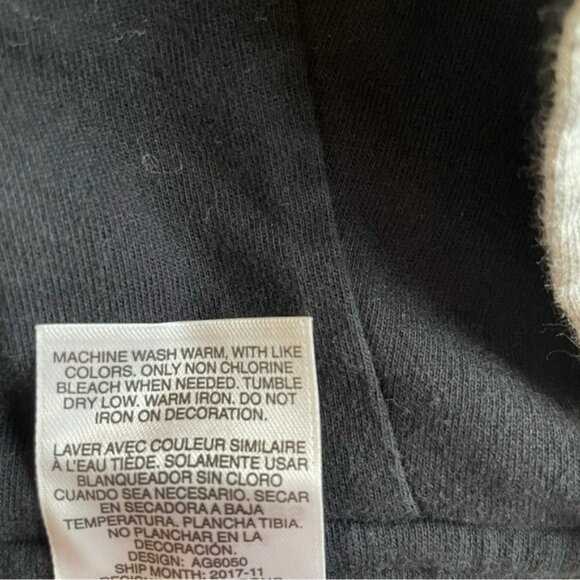 MACHINE WASH WARM, WITH LIKE
COLORS. ONLY NON CHLORINE
BLEACH WHEN NEEDED. TUMBLE
DRY LOW. WARM IRON. DO NOT
IRON ON DECORATION.
LAVER AVEC COULEUR SIMILAIRE
À L'EAU TIÈDE. SOLAMENTE USAR
BLANQUEADOR SIN CLORO
CUANDO SEA NECESARIO. SECAR
EN SECADORA A BAJA
TEMPERATURA. PLANCHA TIBIA.
NO PLANCHAR EN LA
DECORACIÓN.
DESIGN: AG6050
SHIP MONTH: 2017-11